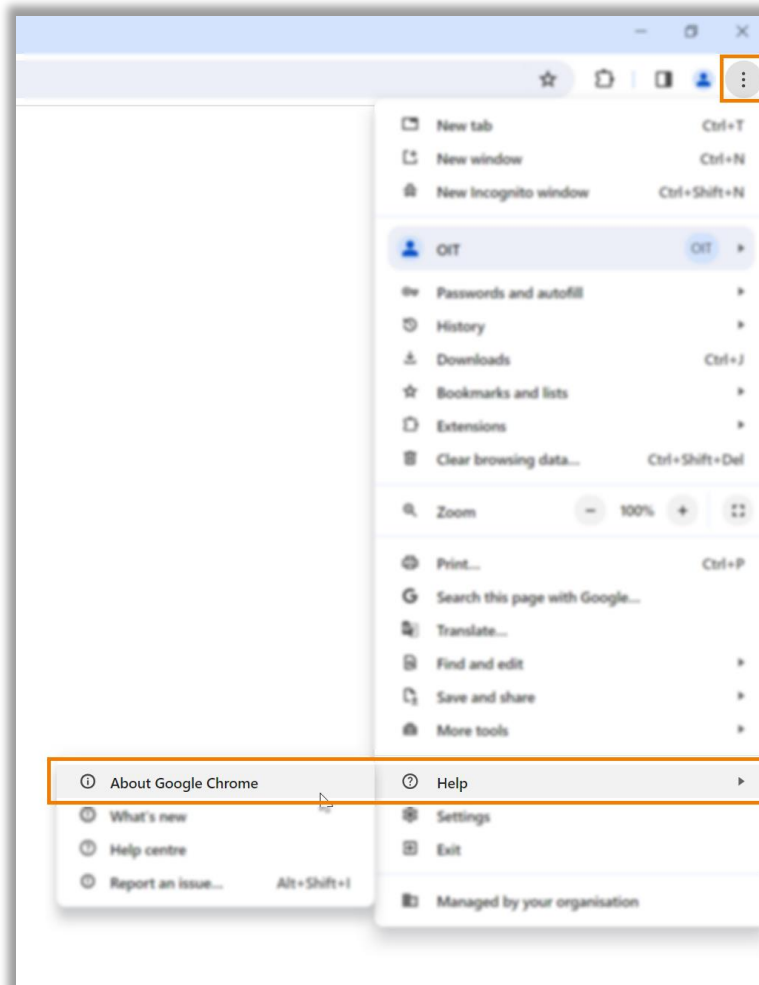 New tab Ctrl+T
New window Ctrl+N
New Incognito window Ctrl+Shift+N
OIT OIT
Passwords and autofill
History
Downloads Ctrl+J
Bookmarks and lists
Extensions
Clear browsing data... Ctrl+Shift+Del
Zoom − 100% +
Print... Ctrl+P
Search this page with Google...
Translate...
Find and edit
Save and share
More tools
Help
Settings
Exit
Managed by your organisation
About Google Chrome
What's new
Help centre
Report an issue... Alt+Shift+I